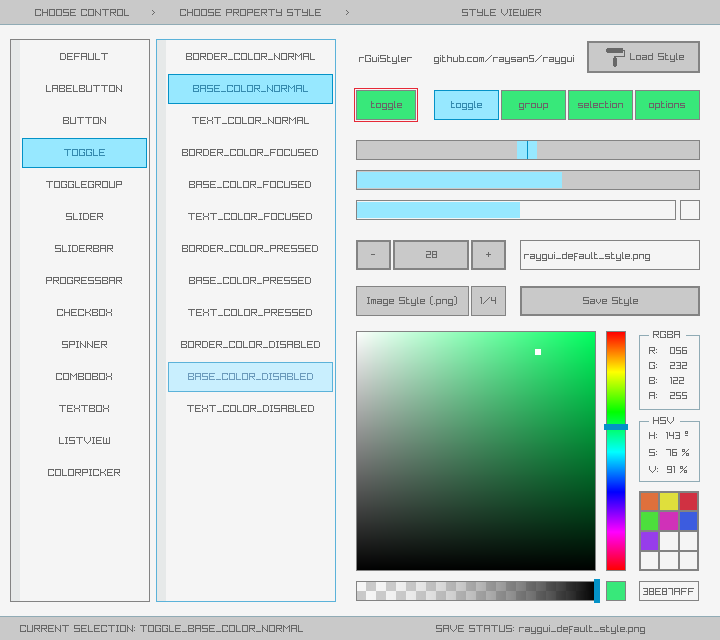 CHOOSE CONTROL > CHOOSE PROPERTY STYLE > STYLE VIEWER
DEFAULT
LABELBUTTON
BUTTON
TOGGLE
TOGGLEGROUP
SLIDER
SLIDERBAR
PROGRESSBAR
CHECKBOX
SPINNER
COMBOBOX
TEXTBOX
LISTVIEW
COLORPICKER
BORDER_COLOR_NORMAL
BASE_COLOR_NORMAL
TEXT_COLOR_NORMAL
BORDER_COLOR_FOCUSED
BASE_COLOR_FOCUSED
TEXT_COLOR_FOCUSED
BORDER_COLOR_PRESSED
BASE_COLOR_PRESSED
TEXT_COLOR_PRESSED
BORDER_COLOR_DISABLED
BASE_COLOR_DISABLED
TEXT_COLOR_DISABLED
rGuiStyler github.com/raysan5/raygui Load Style
toggle toggle group selection options
- 28 + raygui_default_style.png
Image Style (.png) 1/4 Save Style
RGBA
R: 056
G: 232
B: 122
A: 255
HSV
H: 143 º
S: 76 %
V: 91 %
38E87AFF
CURRENT SELECTION: TOGGLE_BASE_COLOR_NORMAL SAVE STATUS: raygui_default_style.png